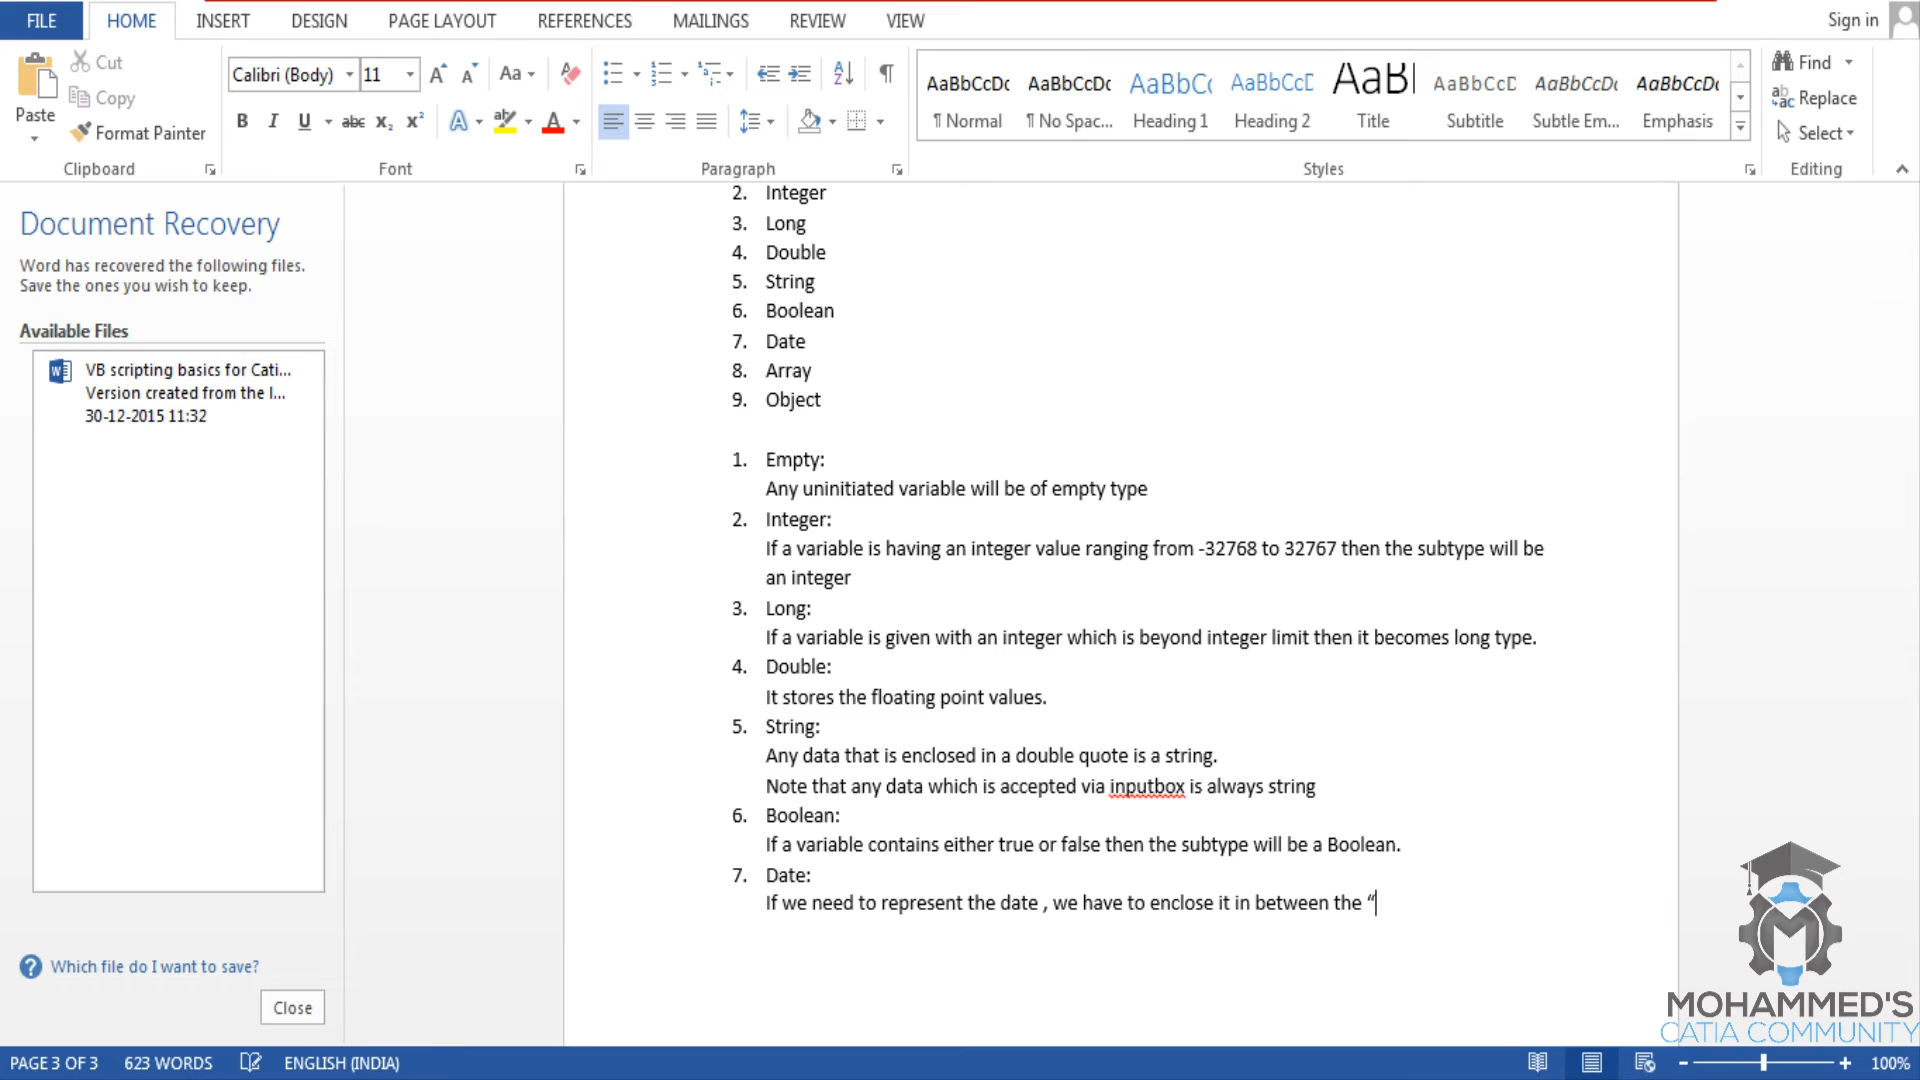 FILE HOME INSERT DESIGN PAGE LAYOUT REFERENCES MAILINGS REVIEW VIEW Sign in
Paste
Cut
Copy
Format Painter
Clipboard
Calibri (Body) 11 Aa
B I U abc X₂ X² A A
Font
Paragraph
AaBbCcDc AaBbCcDc AaBbCc AaBbCcD AaB AaBbCcD AaBbCcDc AaBbCcDc
¶ Normal ¶ No Spac... Heading 1 Heading 2 Title Subtitle Subtle Em... Emphasis
Styles
Find
Replace
Select
Editing
Document Recovery
Word has recovered the following files.
Save the ones you wish to keep.
Available Files
VB scripting basics for Cati...
Version created from the l...
30-12-2015 11:32
Which file do I want to save?
Close
2. Integer
3. Long
4. Double
5. String
6. Boolean
7. Date
8. Array
9. Object
1. Empty:
Any uninitiated variable will be of empty type
2. Integer:
If a variable is having an integer value ranging from -32768 to 32767 then the subtype will be
an integer
3. Long:
If a variable is given with an integer which is beyond integer limit then it becomes long type.
4. Double:
It stores the floating point values.
5. String:
Any data that is enclosed in a double quote is a string.
Note that any data which is accepted via inputbox is always string
6. Boolean:
If a variable contains either true or false then the subtype will be a Boolean.
7. Date:
If we need to represent the date , we have to enclose it in between the “
MOHAMMED'S
CATIA COMMUNITY
PAGE 3 OF 3 623 WORDS ENGLISH (INDIA) 100%